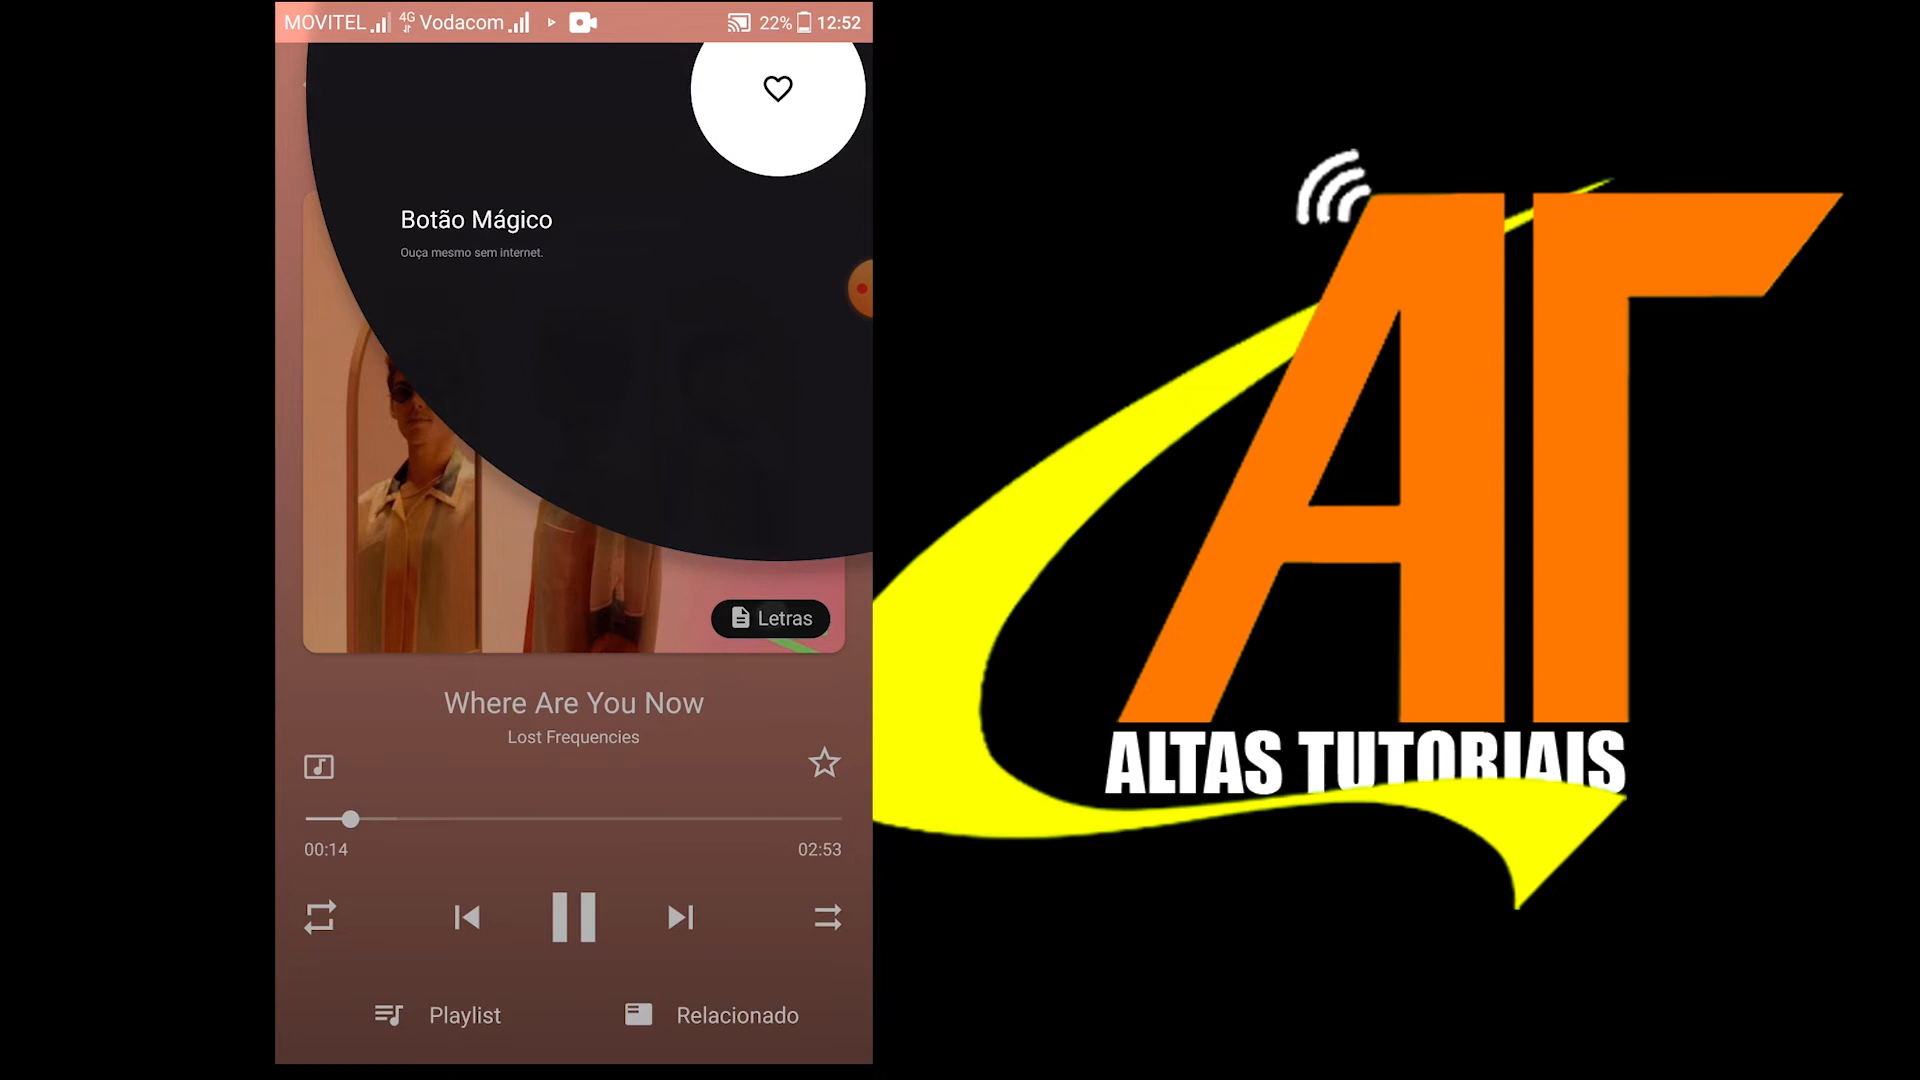 MOVITEL 4G Vodacom 22% 12:52
Botão Mágico
Ouça mesmo sem internet.
Letras
Where Are You Now
Lost Frequencies
00:14 02:53
Playlist Relacionado
AT
ALTAS TUTORIAIS